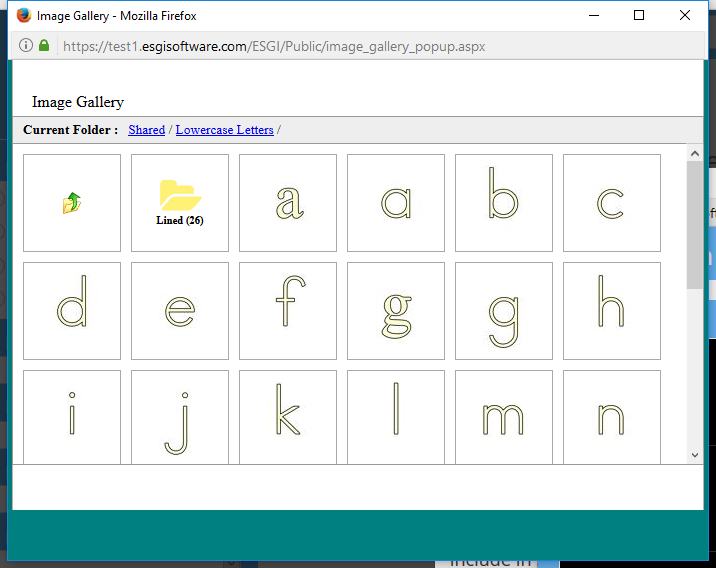 Image Gallery - Mozilla Firefox
https://test1.esgisoftware.com/ESGI/Public/image_gallery_popup.aspx
Image Gallery
Current Folder : Shared / Lowercase Letters /
Lined (26) a a b c
d e f g g h
i j k l m n
include in